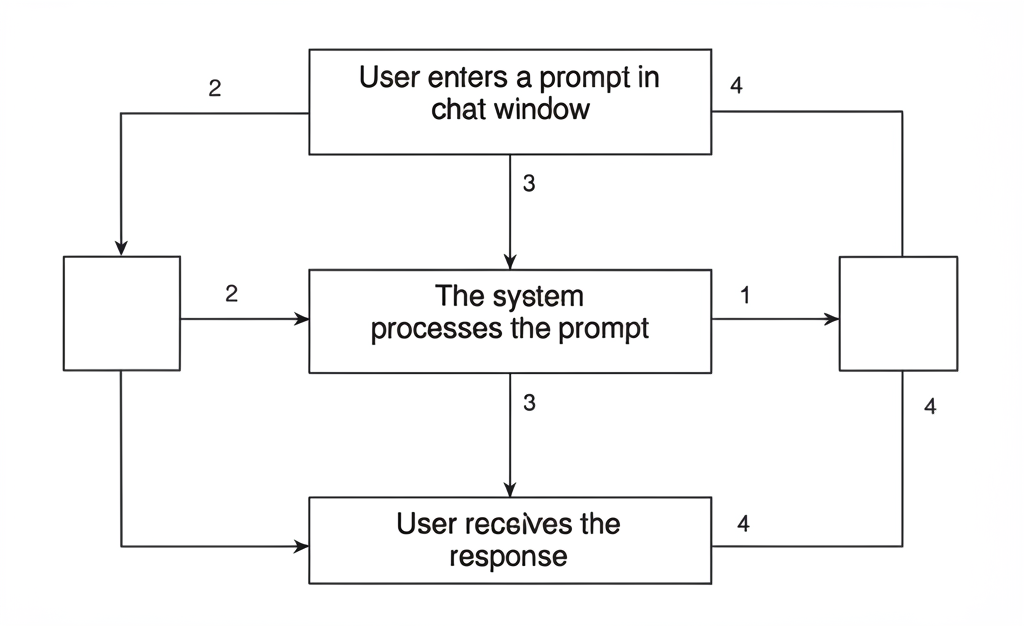 User enters a prompt in
chat window
2
4
3
The system
processes the prompt
2
1
3
4
User receives the
response
4